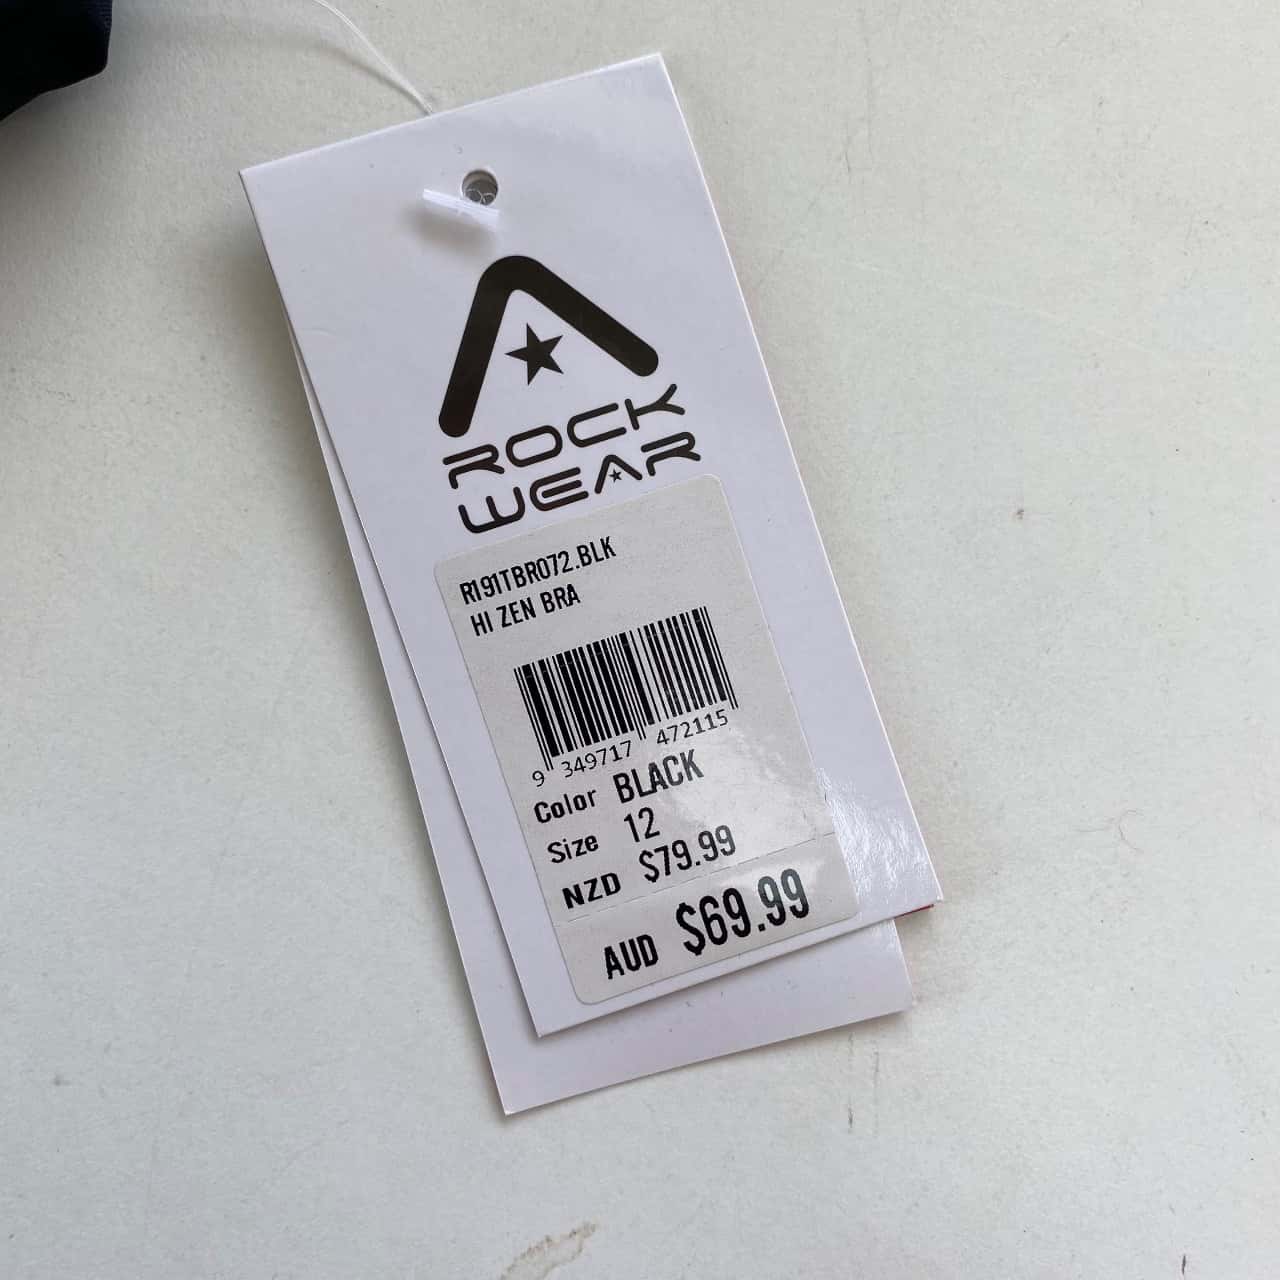 ROCK
WEAR
R191TBR072.BLK
HI ZEN BRA
9 349717 472115
Color BLACK
Size 12
NZD $79.99
AUD $69.99